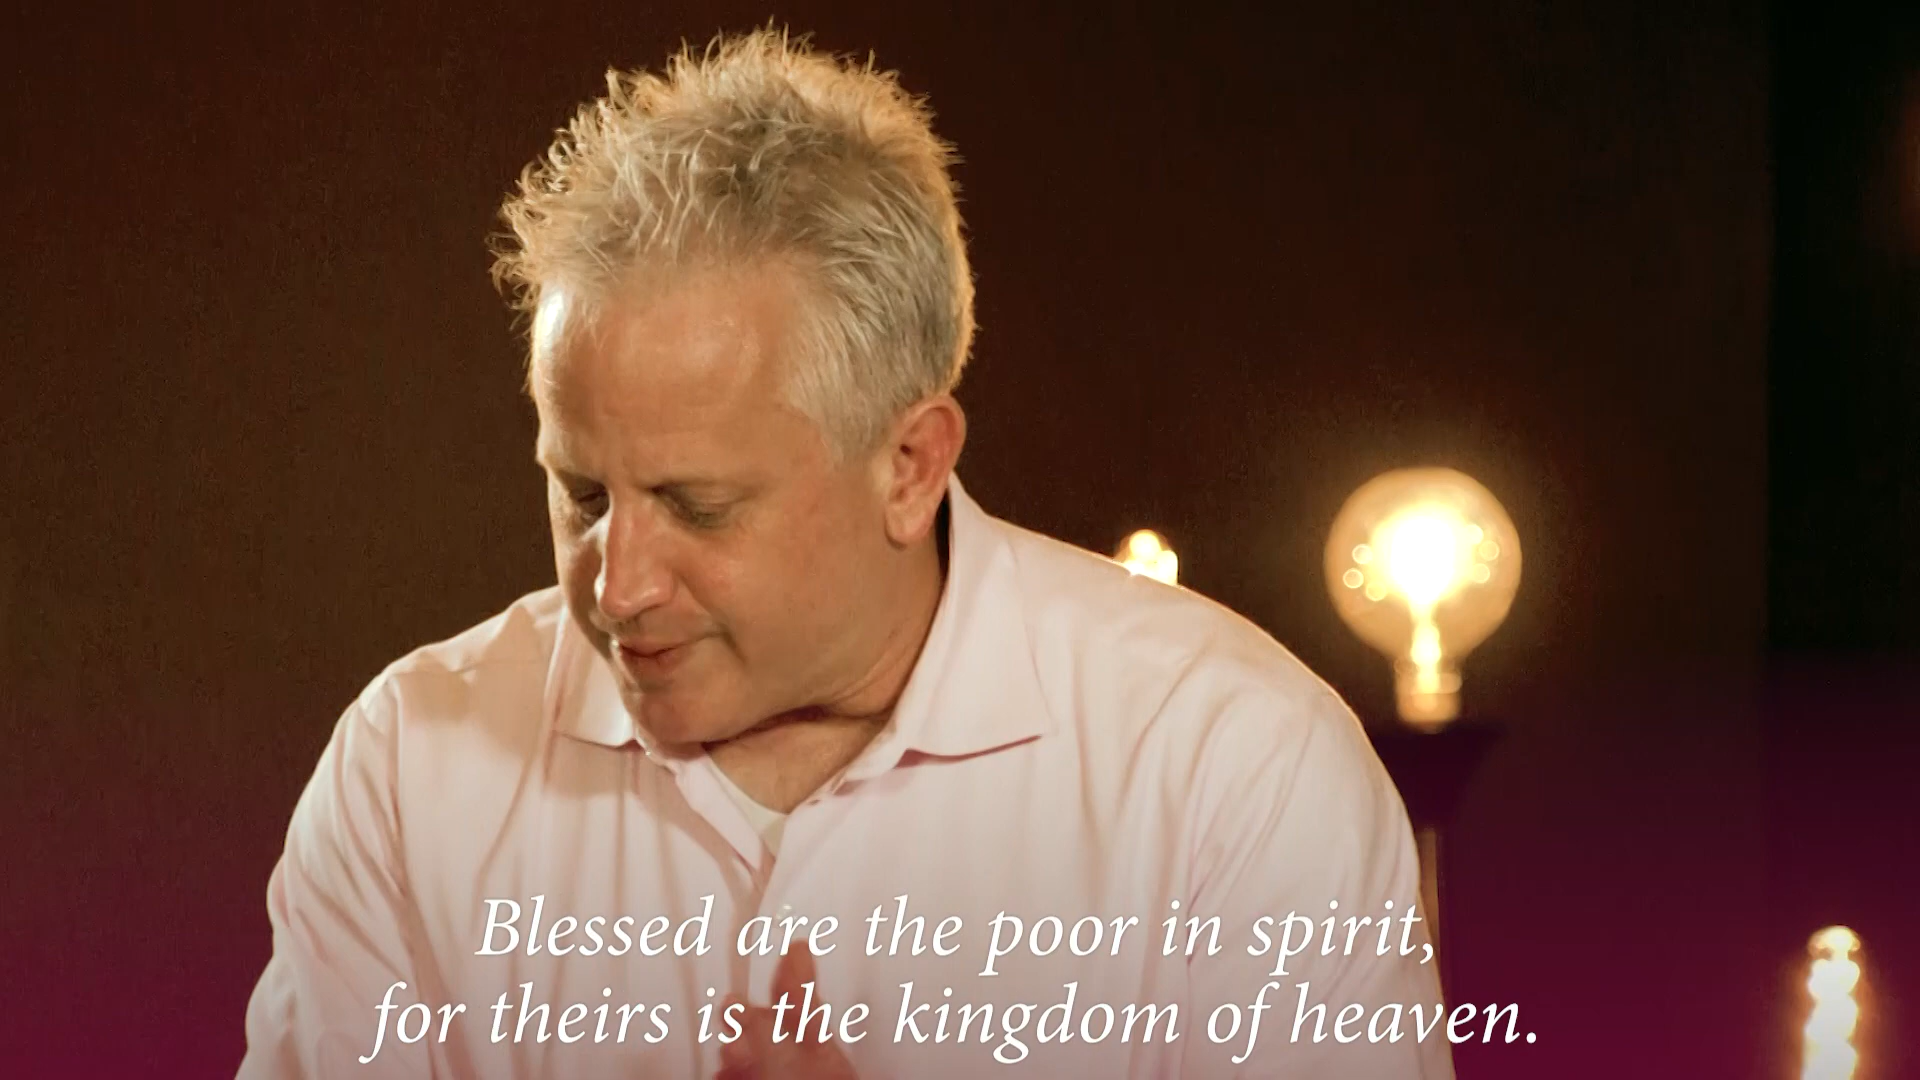 Blessed are the poor in spirit,
for theirs is the kingdom of heaven.